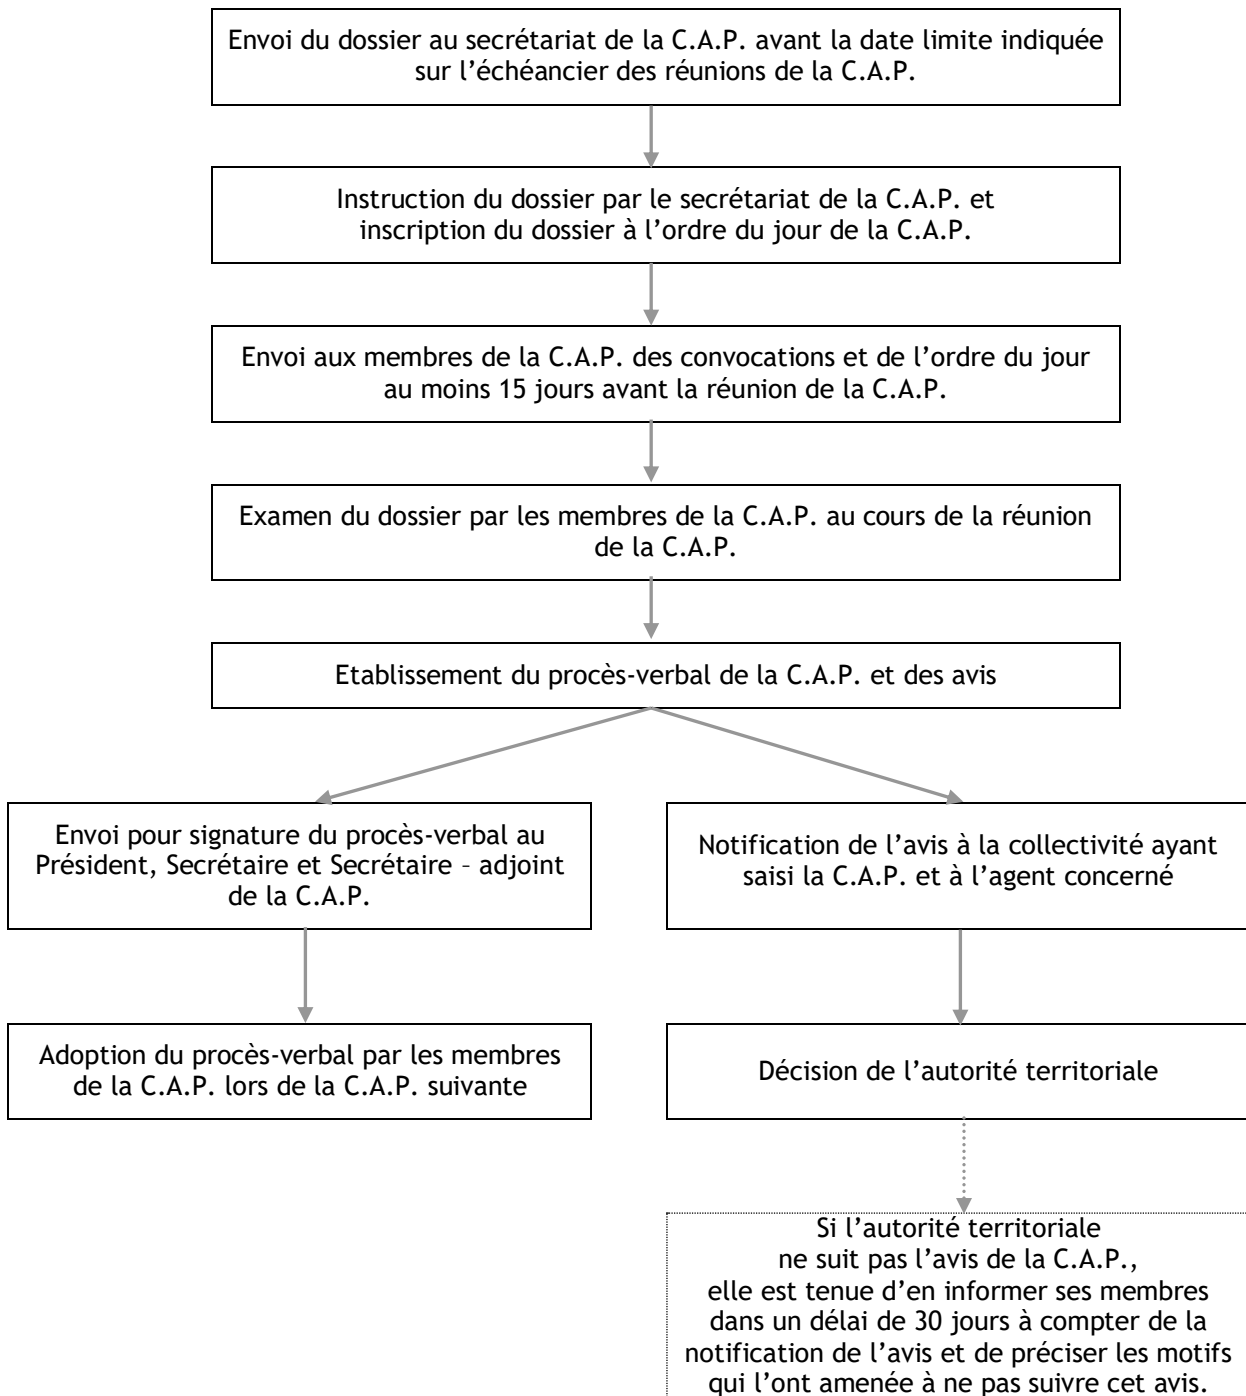 Envoi du dossier au secrétariat de la C.A.P. avant la date limite indiquée
sur l’échéancier des réunions de la C.A.P.
Instruction du dossier par le secrétariat de la C.A.P. et
inscription du dossier à l’ordre du jour de la C.A.P.
Envoi aux membres de la C.A.P. des convocations et de l’ordre du jour
au moins 15 jours avant la réunion de la C.A.P.
Examen du dossier par les membres de la C.A.P. au cours de la réunion
de la C.A.P.
Etablissement du procès-verbal de la C.A.P. et des avis
Envoi pour signature du procès-verbal au
Président, Secrétaire et Secrétaire – adjoint
de la C.A.P.
Notification de l’avis à la collectivité ayant
saisi la C.A.P. et à l’agent concerné
Adoption du procès-verbal par les membres
de la C.A.P. lors de la C.A.P. suivante
Décision de l’autorité territoriale
Si l’autorité territoriale
ne suit pas l’avis de la C.A.P.,
elle est tenue d’en informer ses membres
dans un délai de 30 jours à compter de la
notification de l’avis et de préciser les motifs
qui l’ont amenée à ne pas suivre cet avis.